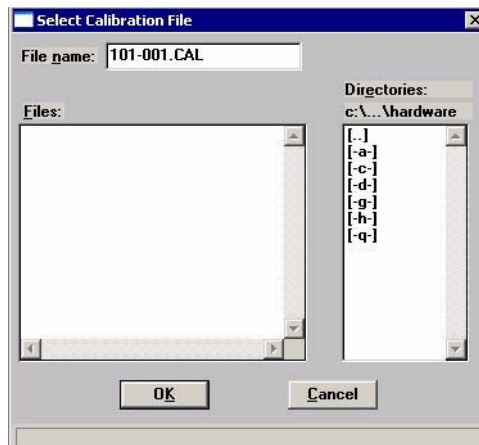 Select Calibration File
File name: 101-001.CAL
Directories:
Files: c:\...\hardware
[..]
[-a-]
[-c-]
[-d-]
[-g-]
[-h-]
[-q-]
OK Cancel